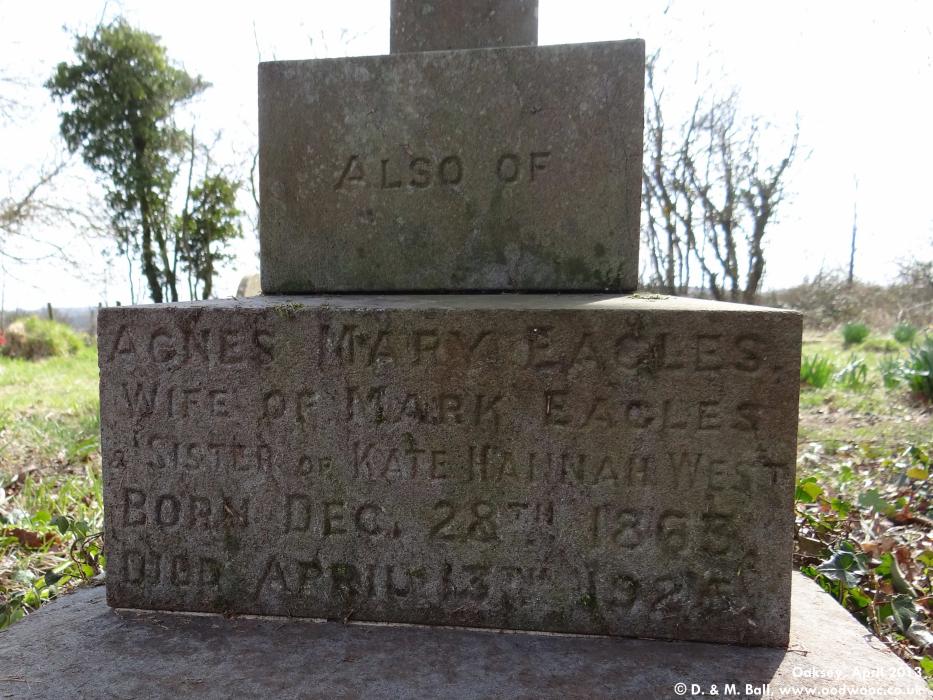 ALSO OF
AGNES MARY EAGLES.
WIFE OF MARK EAGLES
& SISTER OF KATE HANNAH WEST
BORN DEC. 28TH 1863.
DIED APRIL 13TH 1925.
Oaksey, April 2013
© D. & M. Ball, www.oodwooc.co.uk